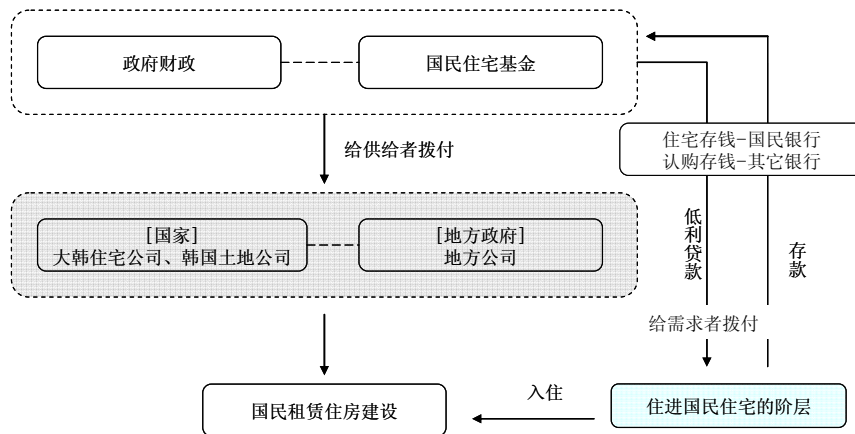 政府财政
国民住宅基金
给供给者拨付
住宅存钱-国民银行
认购存钱-其它银行
[国家]
大韩住宅公司、韩国土地公司
[地方政府]
地方公司
低利贷款
存款
给需求者拨付
国民租赁住房建设
入住
住进国民住宅的阶层